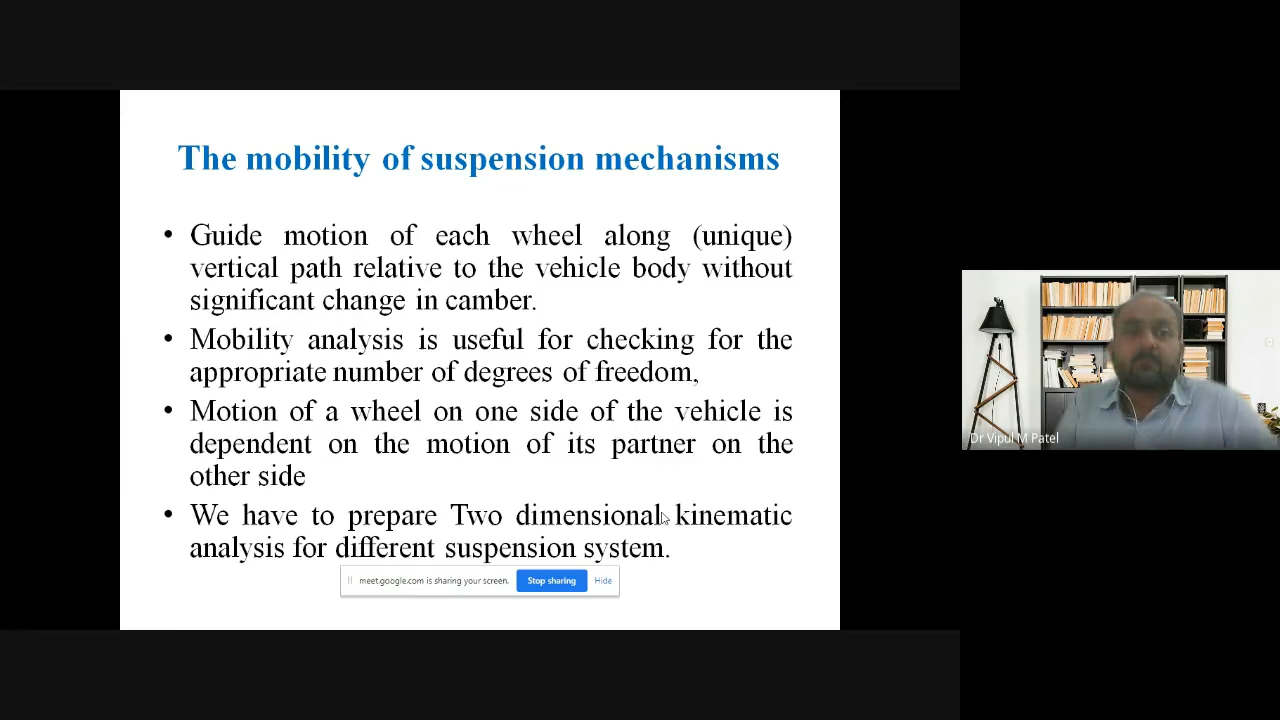 The mobility of suspension mechanisms
• Guide motion of each wheel along (unique)
vertical path relative to the vehicle body without
significant change in camber.
• Mobility analysis is useful for checking for the
appropriate number of degrees of freedom,
• Motion of a wheel on one side of the vehicle is
dependent on the motion of its partner on the
other side
• We have to prepare Two dimensional kinematic
analysis for different suspension system.
meet.google.com is sharing your screen. Stop sharing Hide
Dr Vipul M Patel